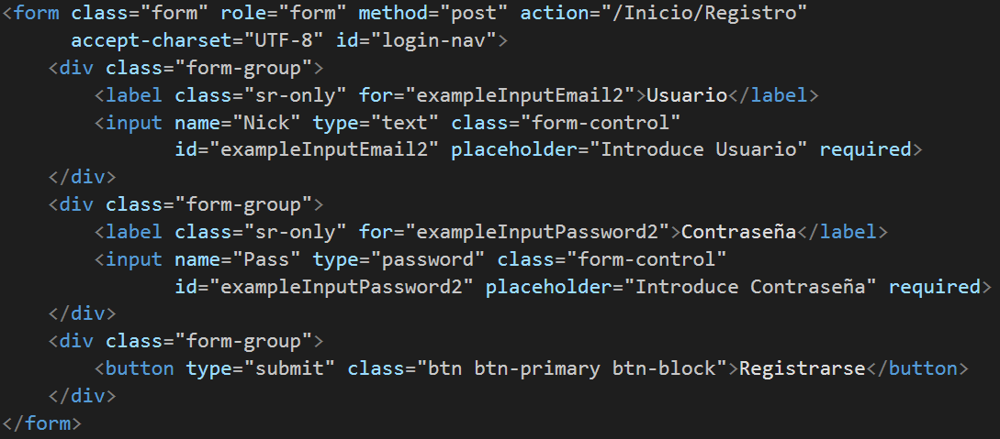 <form class="form" role="form" method="post" action="/Inicio/Registro"
      accept-charset="UTF-8" id="login-nav">
    <div class="form-group">
        <label class="sr-only" for="exampleInputEmail2">Usuario</label>
        <input name="Nick" type="text" class="form-control"
               id="exampleInputEmail2" placeholder="Introduce Usuario" required>
    </div>
    <div class="form-group">
        <label class="sr-only" for="exampleInputPassword2">Contraseña</label>
        <input name="Pass" type="password" class="form-control"
               id="exampleInputPassword2" placeholder="Introduce Contraseña" required>
    </div>
    <div class="form-group">
        <button type="submit" class="btn btn-primary btn-block">Registrarse</button>
    </div>
</form>